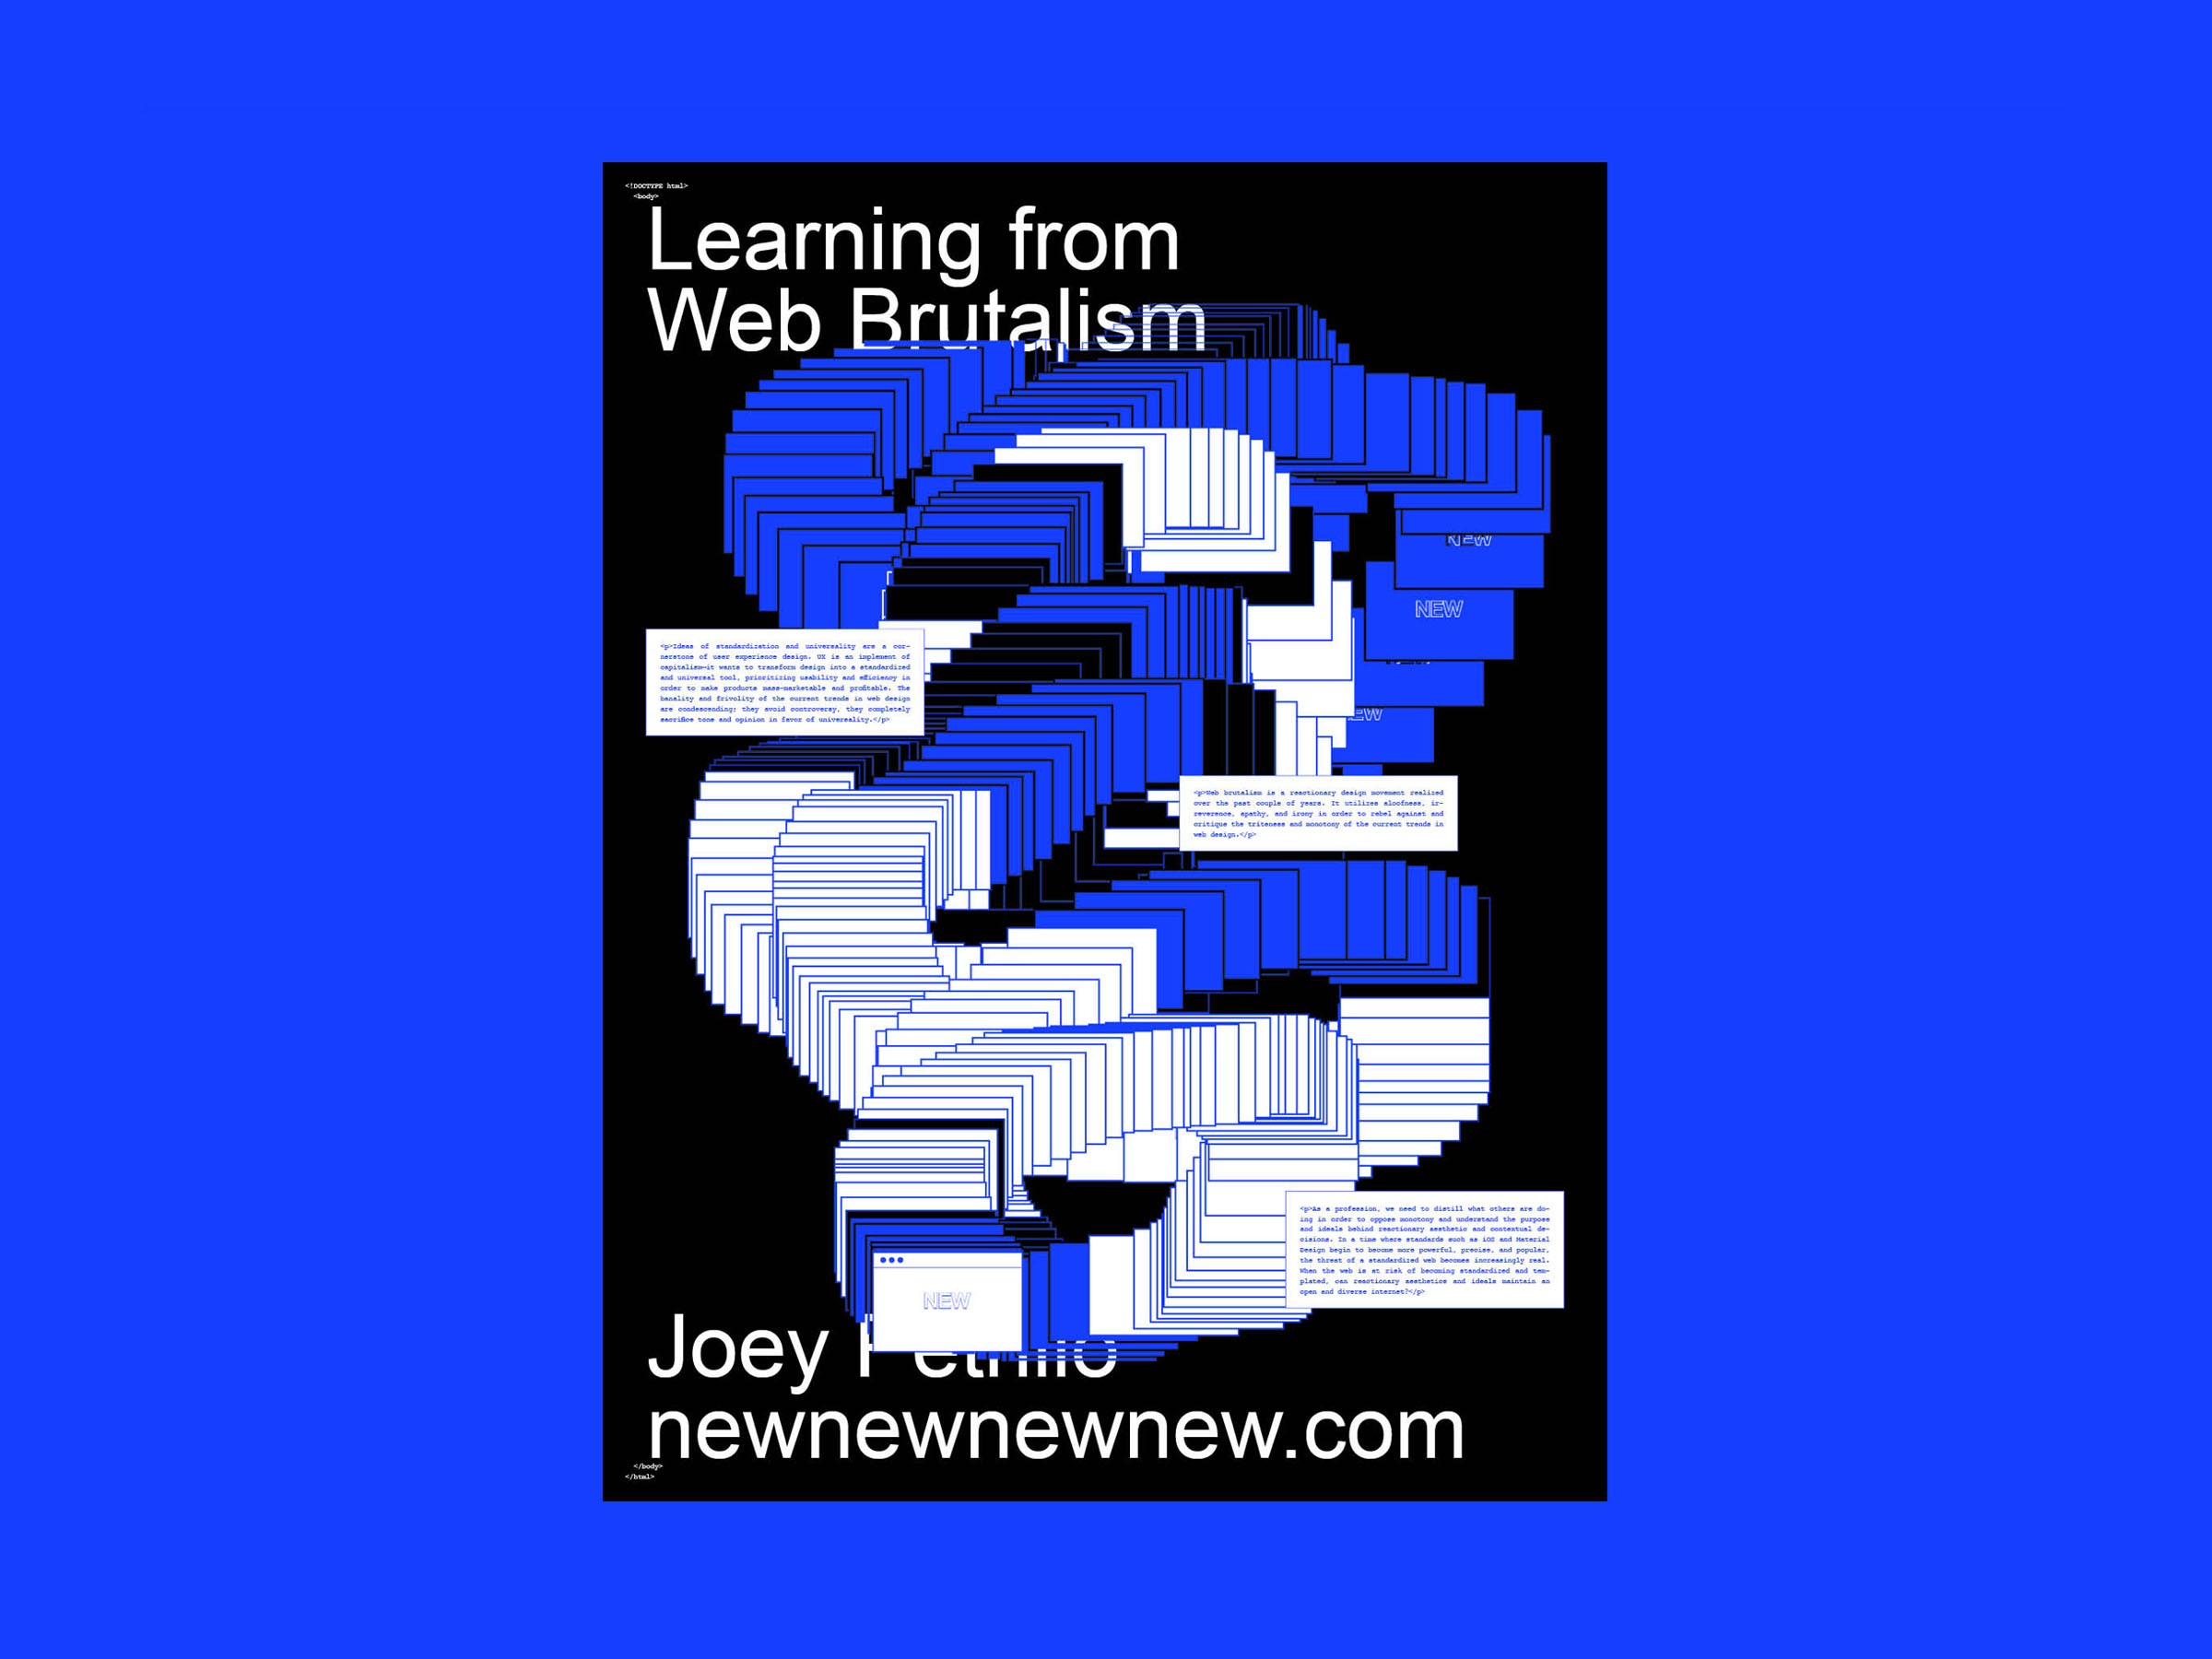 <!DOCTYPE html>
<body>
Learning from
Web Brutalism
NEW
NEW
EW
<p>Ideas of standardization and universality are a cor-
nerstone of user experience design. UX is an implement of
capitalism—it wants to transform design into a standardized
and universal tool, prioritizing usability and efficiency in
order to make products mass-marketable and profitable. The
banality and frivolity of the current trends in web design
are condescending; they avoid controversy, they completely
sacrifice tone and opinion in favor of universality.</p>
<p>Web brutalism is a reactionary design movement realized
over the past couple of years. It utilizes aloofness, ir-
reverence, apathy, and irony in order to rebel against and
critique the triteness and monotony of the current trends in
web design.</p>
<p>As a profession, we need to distill what others are do-
ing in order to oppose monotony and understand the purpose
and ideals behind reactionary aesthetic and contextual de-
cisions. In a time where standards such as iOS and Material
Design begin to become more powerful, precise, and popular,
the threat of a standardized web becomes increasingly real.
When the web is at risk of becoming standardized and tem-
plated, can reactionary aesthetics and ideals maintain an
open and diverse internet?</p>
NEW
Joey
newnewnewnew.com
</body>
</html>